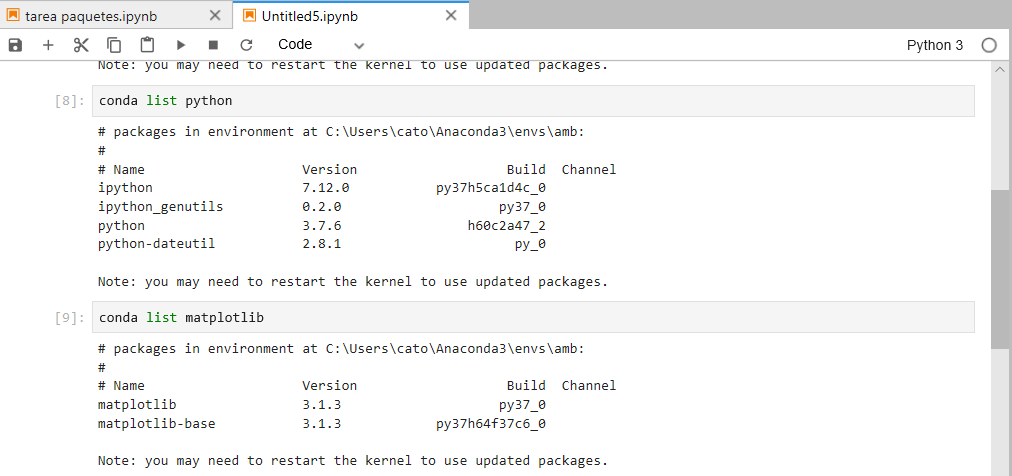 tarea paquetes.ipynb
Untitled5.ipynb
Code
Python 3
Note: you may need to restart the kernel to use updated packages.
[8]: conda list python
# packages in environment at C:\Users\cato\Anaconda3\envs\amb:
#
# Name                    Version                   Build  Channel
ipython                   7.12.0           py37h5ca1d4c_0
ipython_genutils          0.2.0                    py37_0
python                    3.7.6                h60c2a47_2
python-dateutil           2.8.1                      py_0
Note: you may need to restart the kernel to use updated packages.
[9]: conda list matplotlib
# packages in environment at C:\Users\cato\Anaconda3\envs\amb:
#
# Name                    Version                   Build  Channel
matplotlib                3.1.3                    py37_0
matplotlib-base           3.1.3            py37h64f37c6_0
Note: you may need to restart the kernel to use updated packages.